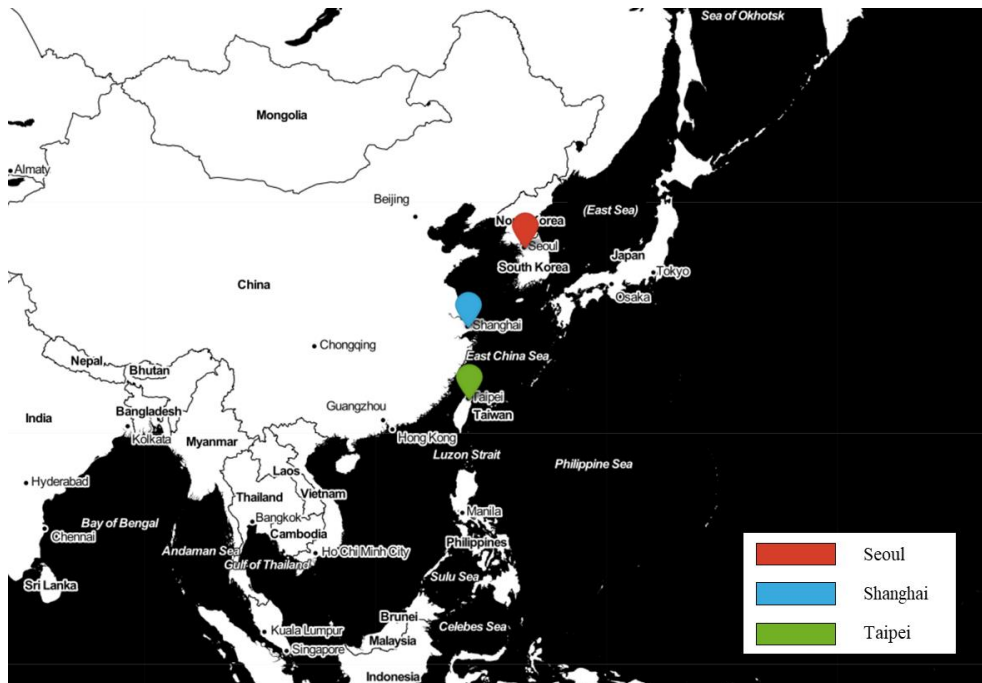 Sea of Okhotsk
Mongolia
Almaty
Beijing
(East Sea)
North Korea
Seoul
Japan
South Korea
Tokyo
China
Osaka
Shanghai
Chongqing
East China Sea
Nepal
Bhutan
Taipei
Guangzhou
India
Bangladesh
Taiwan
Kolkata
Myanmar
Hong Kong
Luzon Strait
Philippine Sea
Laos
Hyderabad
Thailand
Vietnam
Manila
Bay of Bengal
Bangkok
Chennai
Cambodia
Philippines
Andaman Sea
Ho Chi Minh City
Gulf of Thailand
Seoul
Sulu Sea
Sri Lanka
Shanghai
Brunei
Celebes Sea
Kuala Lumpur
Malaysia
Taipei
Singapore
Indonesia